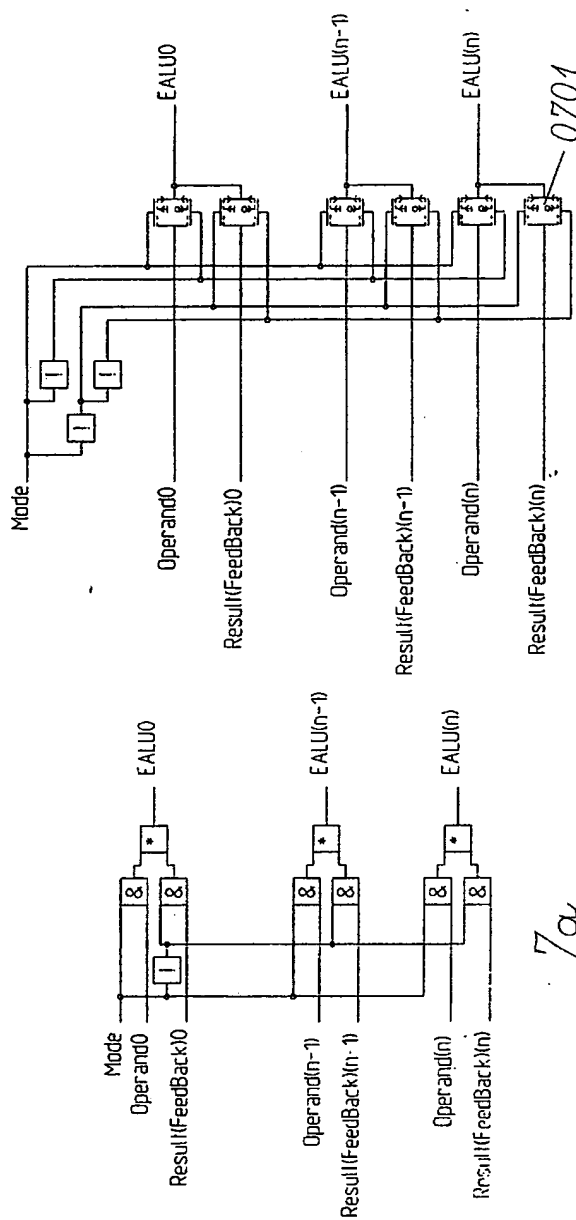 Mode
Operand0
Result(FeedBack)0
Operand(n-1)
Result(FeedBack)(n-1)
Operand(n)
Result(FeedBack)(n)
&
&
&
&
&
&
*
*
*
EALU0
EALU(n-1)
EALU(n)
7a
Mode
Operand0
Result(FeedBack)0
Operand(n-1)
Result(FeedBack)(n-1)
Operand(n)
Result(FeedBack)(n)
EALU0
EALU(n-1)
EALU(n)
0701